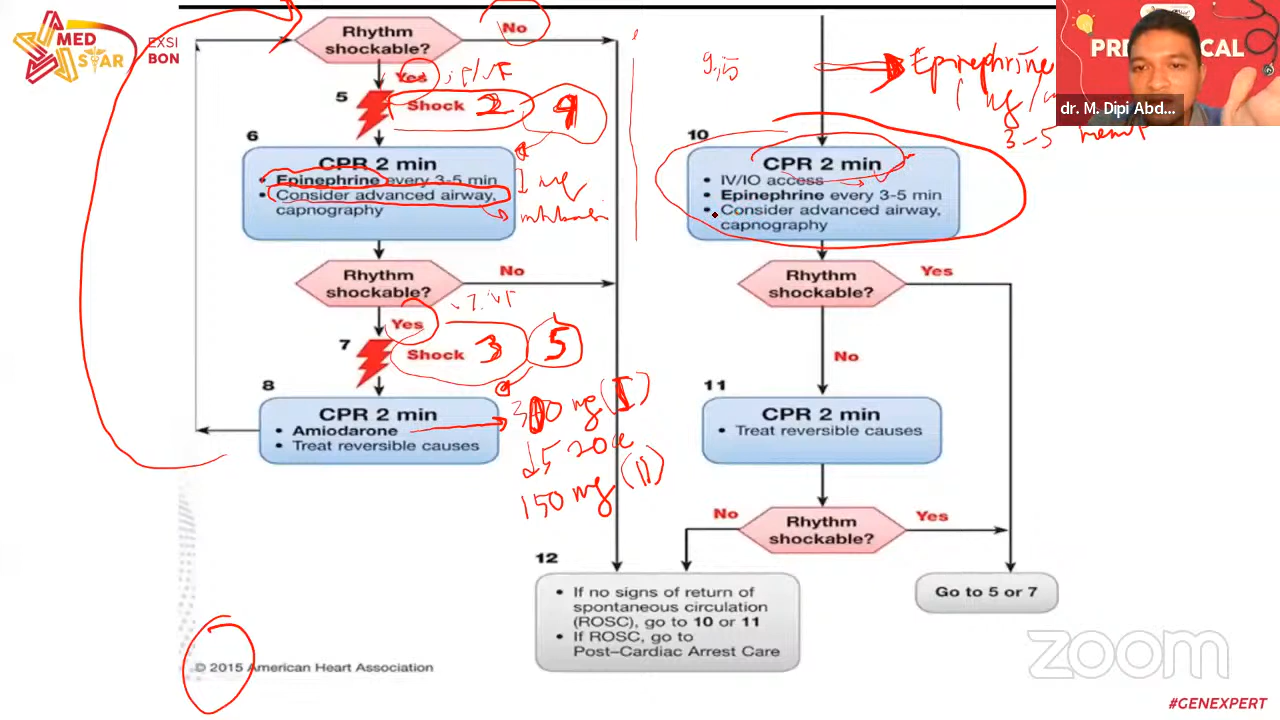 MED
STAR
EXSI
BON
PRE
CAL
dr. M. Dipi Abd...
Rhythm
shockable?
No
Yes
5
Shock 2
6
CPR 2 min
• Epinephrine every 3-5 min
• Consider advanced airway,
capnography
1 mg
Rhythm
shockable?
No
Yes
7
Shock 3 5
8
CPR 2 min
• Amiodarone
• Treat reversible causes
300 mg (I)
150 mg (II)
Epinephrine
3-5
10
CPR 2 min
• IV/IO access
• Epinephrine every 3-5 min
• Consider advanced airway,
capnography
Rhythm
shockable?
Yes
No
11
CPR 2 min
• Treat reversible causes
Rhythm
shockable?
No
Yes
12
• If no signs of return of
spontaneous circulation
(ROSC), go to 10 or 11
• If ROSC, go to
Post–Cardiac Arrest Care
Go to 5 or 7
© 2015 American Heart Association
zoom
#GENEXPERT